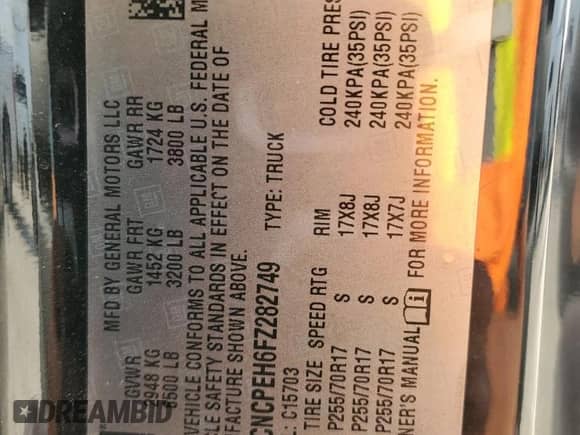 MFD BY GENERAL MOTORS LLC
GVWR GAWR FRT GAWR RR
2948 KG 1452 KG 1724 KG
6500 LB 3200 LB 3800 LB
VEHICLE CONFORMS TO ALL APPLICABLE U.S. FEDERAL M
LE SAFETY STANDARDS IN EFFECT ON THE DATE OF
FACTURE SHOWN ABOVE.
CNCPEH6FZ282749 TYPE: TRUCK
L: C15703
TIRE SIZE SPEED RTG RIM COLD TIRE PRES
P255/70R17 S 17X8J 240KPA(35PSI)
P255/70R17 S 17X8J 240KPA(35PSI)
P255/70R17 S 17X7J 240KPA(35PSI)
NER'S MANUAL i FOR MORE INFORMATION.
DREAMBID